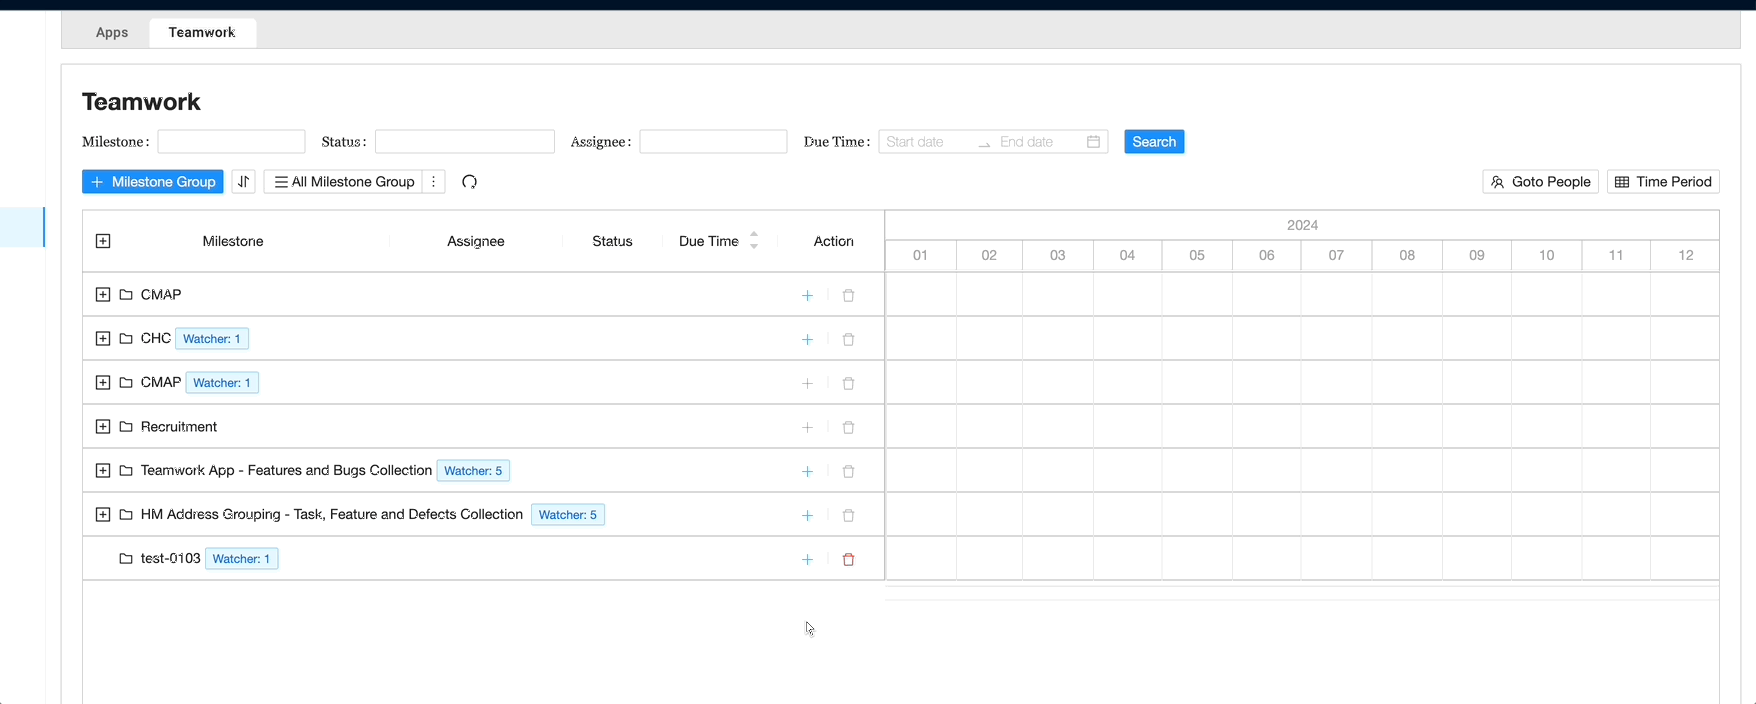 Apps Teamwork
Teamwork
Milestone: Status: Assignee: Due Time: Start date End date Search
Milestone Group All Milestone Group Goto People Time Period
Milestone Assignee Status Due Time Action 2024
01 02 03 04 05 06 07 08 09 10 11 12
CMAP
CHC Watcher: 1
CMAP Watcher: 1
Recruitment
Teamwork App - Features and Bugs Collection Watcher: 5
HM Address Grouping - Task, Feature and Defects Collection Watcher: 5
test-0103 Watcher: 1